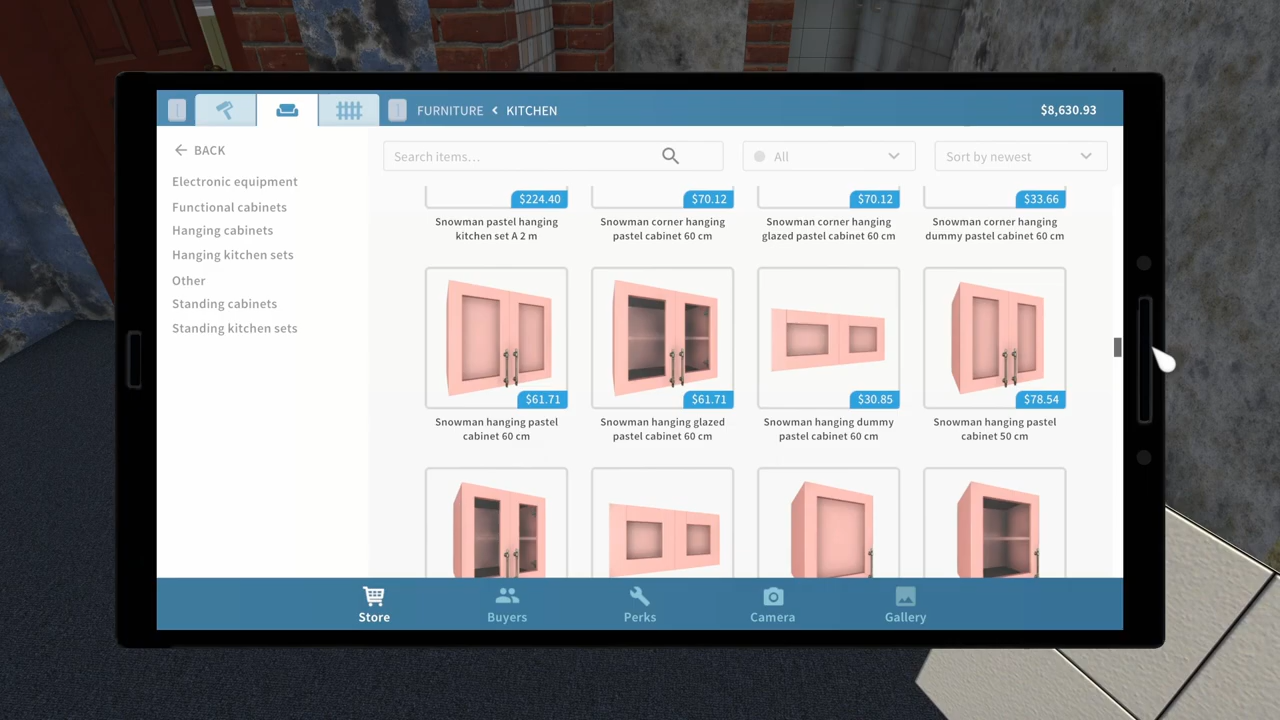 FURNITURE < KITCHEN
$8,630.93
BACK
Search items...
All
Sort by newest
Electronic equipment
Functional cabinets
Hanging cabinets
Hanging kitchen sets
Other
Standing cabinets
Standing kitchen sets
$224.40
$70.12
$70.12
$33.66
Snowman pastel hanging
kitchen set A 2 m
Snowman corner hanging
pastel cabinet 60 cm
Snowman corner hanging
glazed pastel cabinet 60 cm
Snowman corner hanging
dummy pastel cabinet 60 cm
$61.71
$61.71
$30.85
$78.54
Snowman hanging pastel
cabinet 60 cm
Snowman hanging glazed
pastel cabinet 60 cm
Snowman hanging dummy
pastel cabinet 60 cm
Snowman hanging pastel
cabinet 50 cm
Store
Buyers
Perks
Camera
Gallery